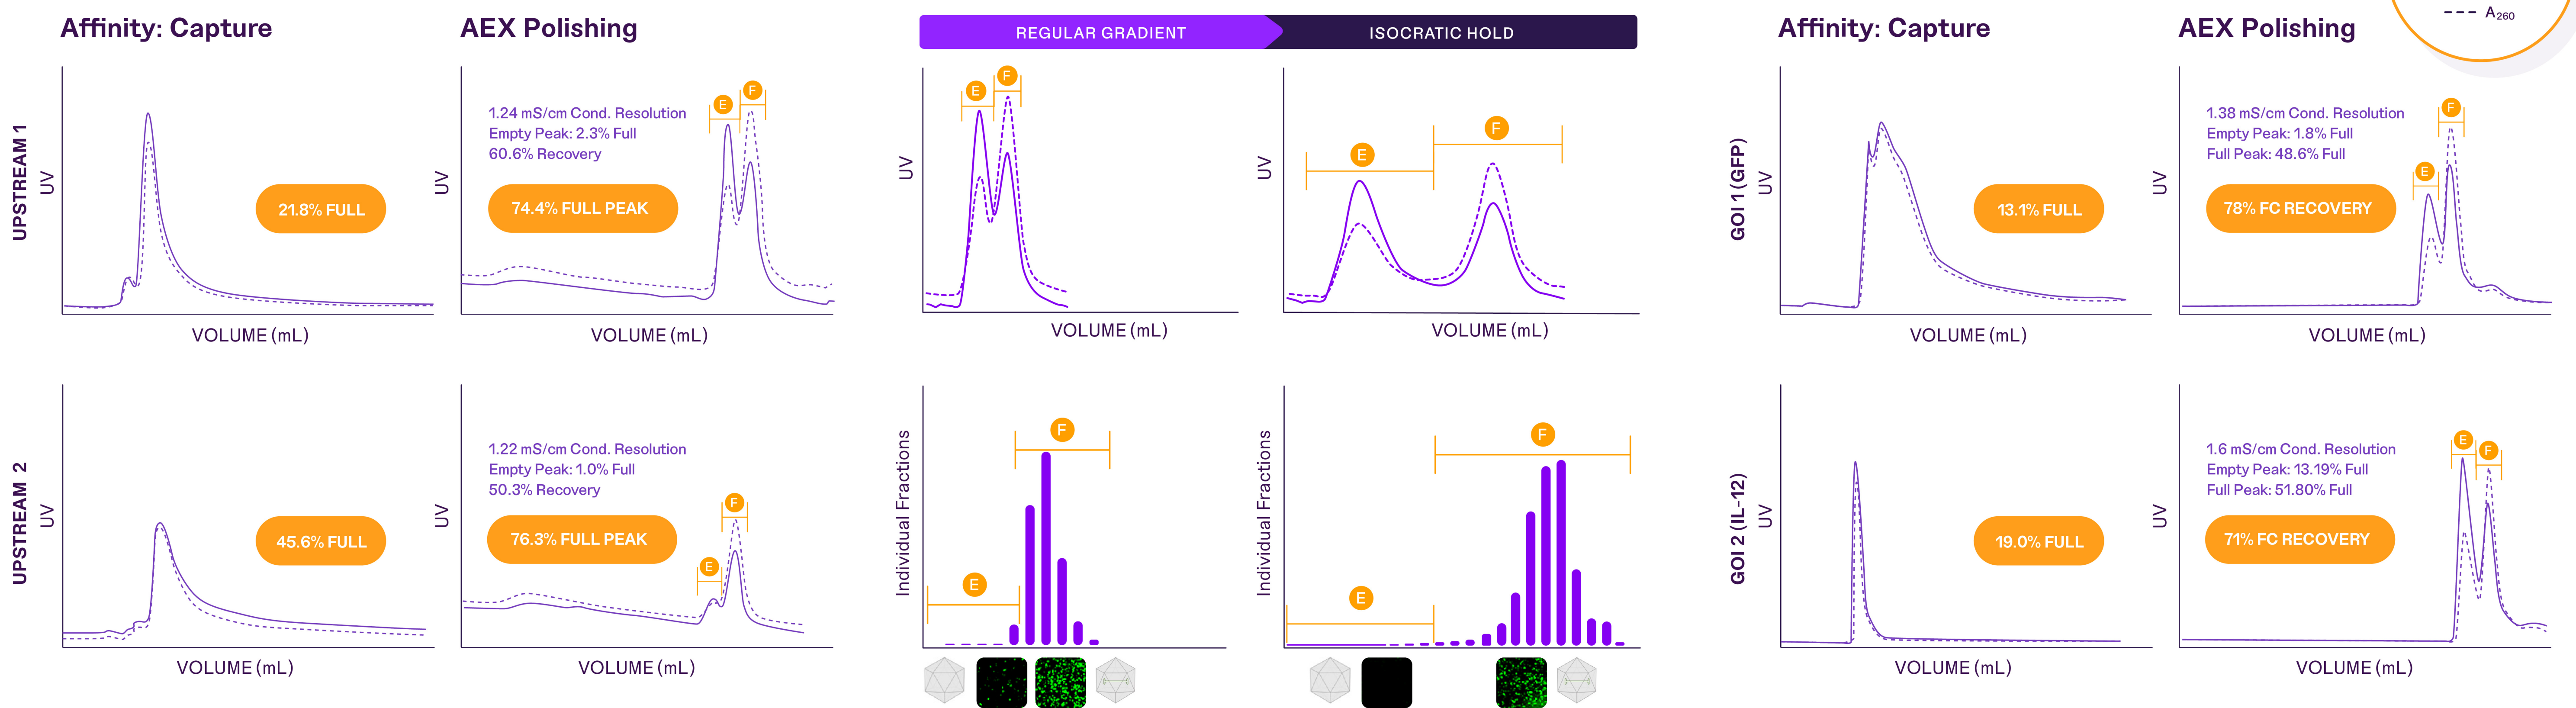 Affinity: Capture
AEX Polishing
UPSTREAM 1
UV
21.8% FULL
VOLUME (mL)
UV
1.24 mS/cm Cond. Resolution
Empty Peak: 2.3% Full
60.6% Recovery
74.4% FULL PEAK
E
F
VOLUME (mL)
UPSTREAM 2
UV
45.6% FULL
VOLUME (mL)
UV
1.22 mS/cm Cond. Resolution
Empty Peak: 1.0% Full
50.3% Recovery
76.3% FULL PEAK
E
F
VOLUME (mL)
REGULAR GRADIENT
ISOCRATIC HOLD
UV
E
F
VOLUME (mL)
UV
E
F
VOLUME (mL)
Individual Fractions
E
F
Individual Fractions
E
F
Affinity: Capture
AEX Polishing
A260
GOI 1 (GFP)
UV
13.1% FULL
VOLUME (mL)
UV
1.38 mS/cm Cond. Resolution
Empty Peak: 1.8% Full
Full Peak: 48.6% Full
78% FC RECOVERY
E
F
VOLUME (mL)
GOI 2 (IL-12)
UV
19.0% FULL
VOLUME (mL)
UV
1.6 mS/cm Cond. Resolution
Empty Peak: 13.19% Full
Full Peak: 51.80% Full
71% FC RECOVERY
E
F
VOLUME (mL)